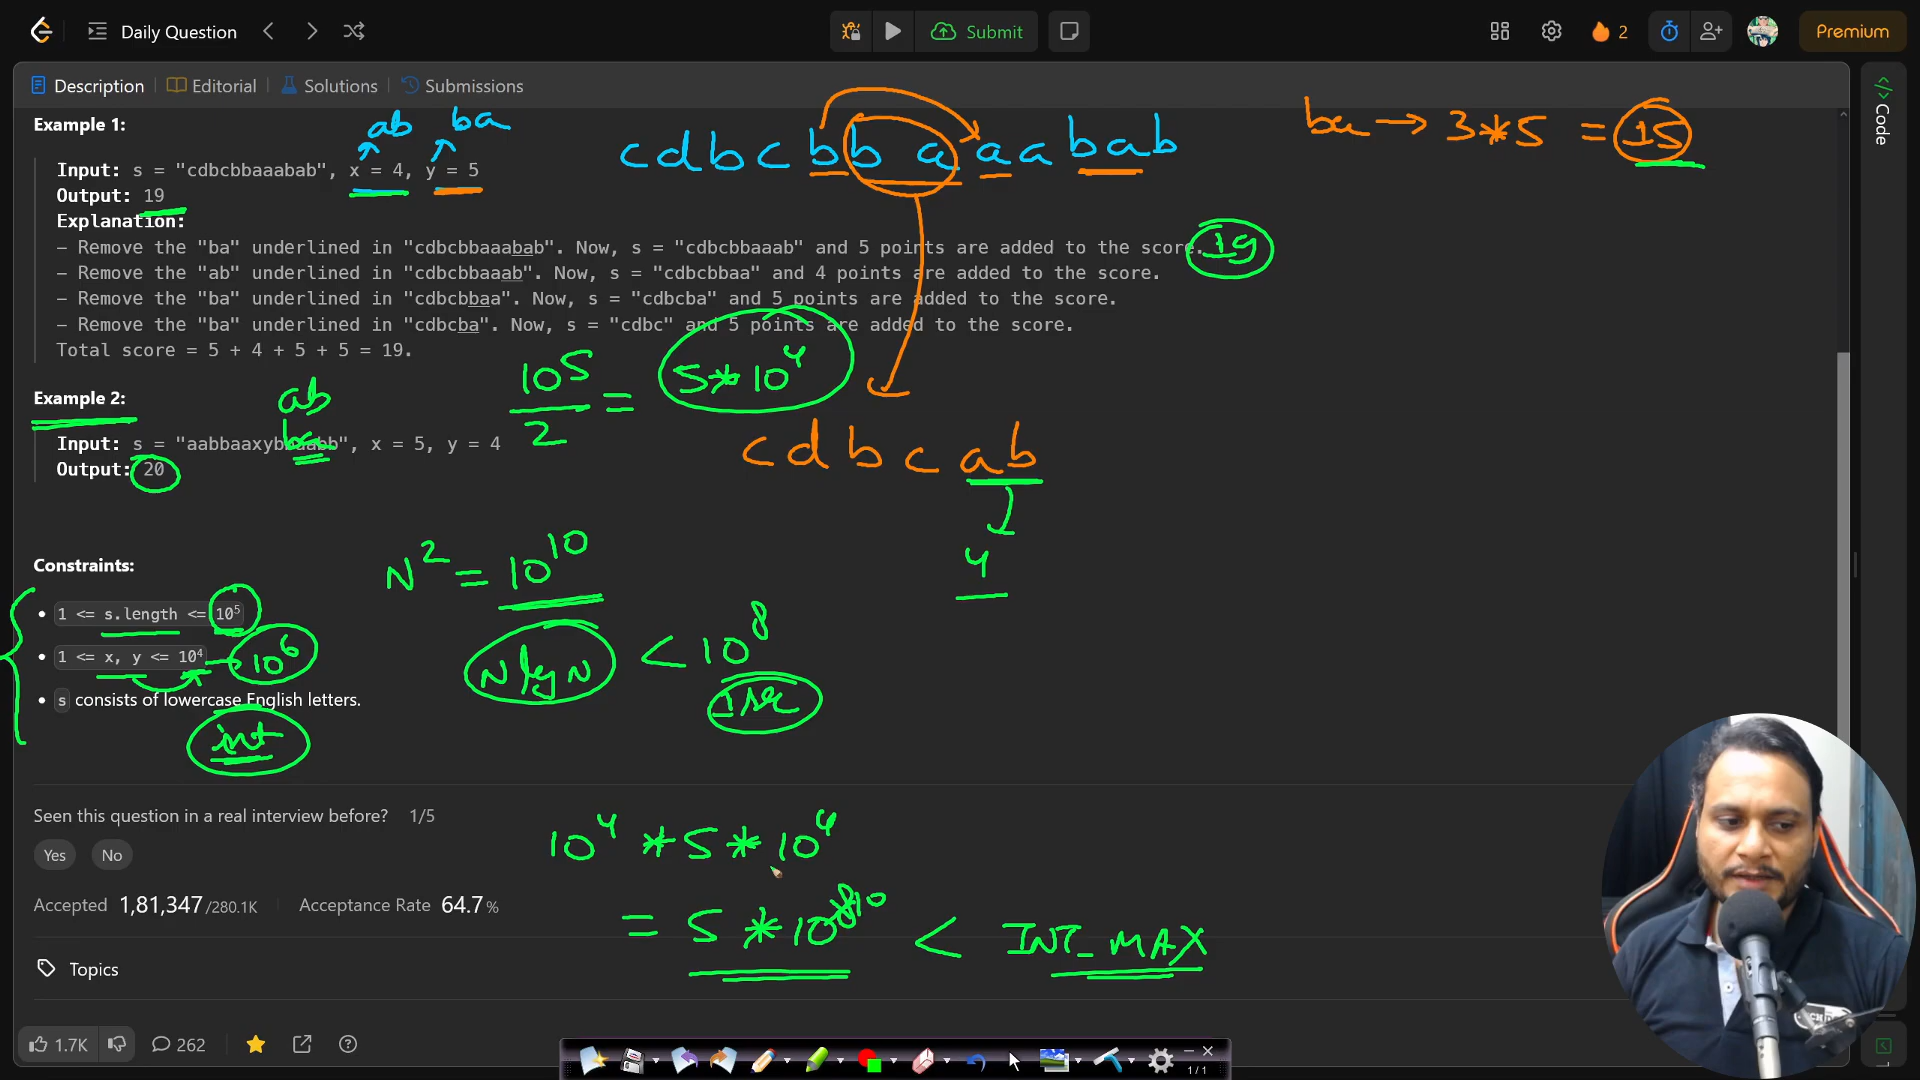 Daily Question
Submit
2
Premium
Description
Editorial
Solutions
Submissions
Code
Example 1:
ab
ba
cdbcbbaaabab
ba → 3*5 = 15
Input: s = "cdbcbbaaabab", x = 4, y = 5
Output: 19
Explanation:
- Remove the "ba" underlined in "cdbcbbaaabab". Now, s = "cdbcbbaaab" and 5 points are added to the score.
19
- Remove the "ab" underlined in "cdbcbbaaab". Now, s = "cdbcbbaa" and 4 points are added to the score.
- Remove the "ba" underlined in "cdbcbbaa". Now, s = "cdbcba" and 5 points are added to the score.
- Remove the "ba" underlined in "cdbcba". Now, s = "cdbc" and 5 points are added to the score.
Total score = 5 + 4 + 5 + 5 = 19.
10^5/2 = 5*10^4
Example 2:
ab
ba
Input: s = "aabbaaxybbaabb", x = 5, y = 4
Output: 20
cdbcab
4
Constraints:
N^2 = 10^10
1 <= s.length <= 10^5
1 <= x, y <= 10^4
10^6
N log N < 10^8
1sec
s consists of lowercase English letters.
int
Seen this question in a real interview before? 1/5
Yes
No
10^4 * 5 * 10^4
Accepted 1,81,347/280.1K
Acceptance Rate 64.7%
= 5 * 10^8
10
< INT_MAX
Topics
1.7K
262
1/1